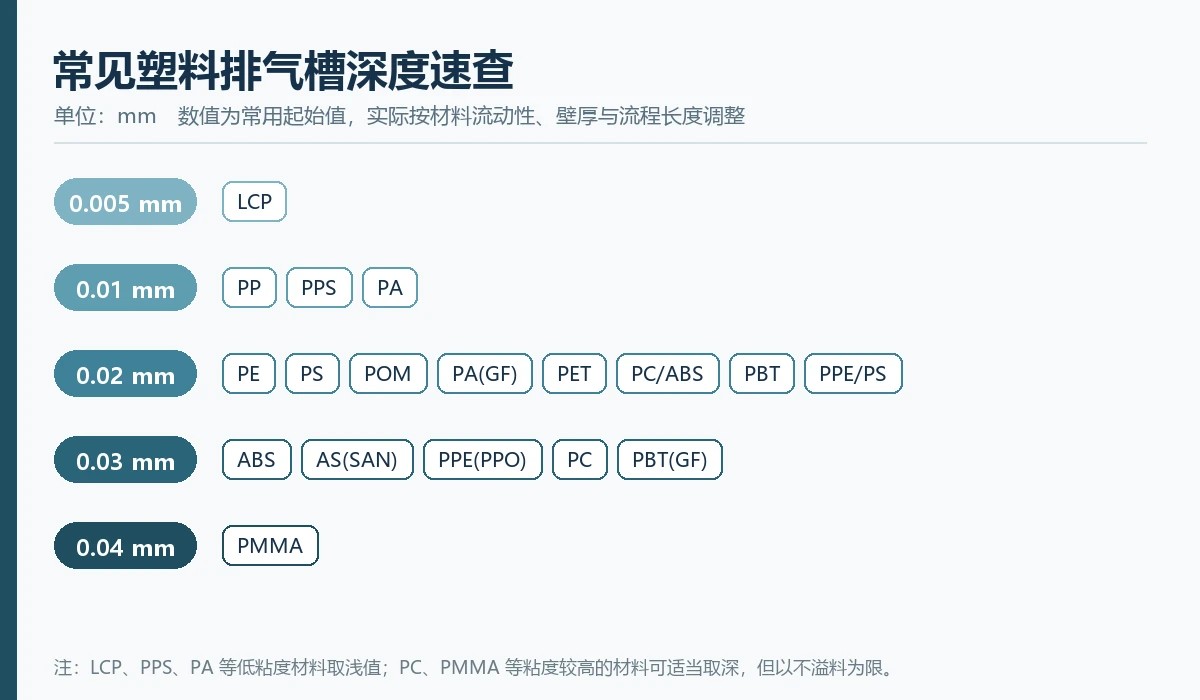 常见塑料排气槽深度速查
单位：mm　数值为常用起始值，实际按材料流动性、壁厚与流程长度调整
0.005 mm LCP
0.01 mm PP PPS PA
0.02 mm PE PS POM PA(GF) PET PC/ABS PBT PPE/PS
0.03 mm ABS AS(SAN) PPE(PPO) PC PBT(GF)
0.04 mm PMMA
注：LCP、PPS、PA 等低粘度材料取浅值；PC、PMMA 等粘度较高的材料可适当取深，但以不溢料为限。